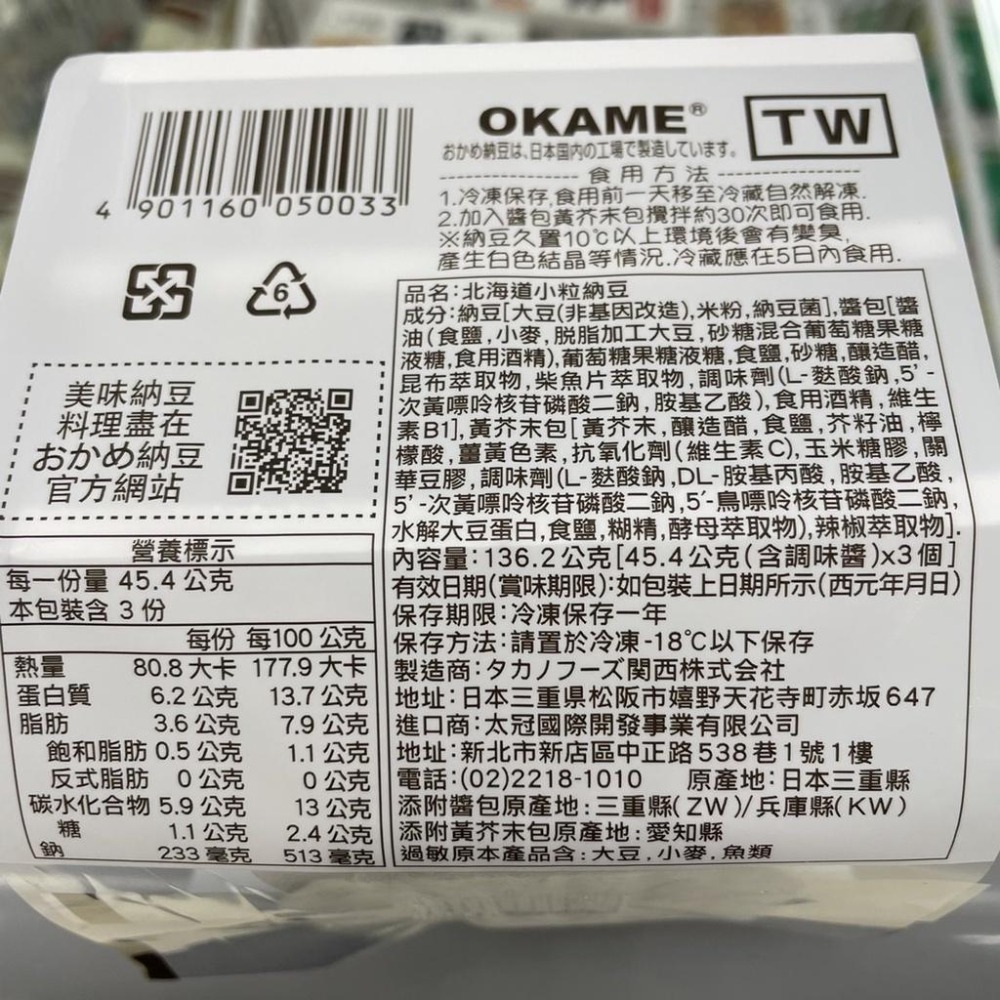 4 901160 050033
OKAME®
TW
おかめ納豆は、日本国内の工場で製造しています。
食用方法
1.冷凍保存,食用前一天移至冷藏自然解凍.
2.加入醬包黃芥末包攪拌約30次即可食用.
※納豆久置10℃以上環境後會有變臭,
產生白色結晶等情況.冷藏應在5日內食用.
6
美味納豆
料理盡在
おかめ納豆
官方網站
品名:北海道小粒納豆
成分:納豆[大豆(非基因改造),米粉,納豆菌],醬包[醬
油(食鹽,小麥,脱脂加工大豆,砂糖混合葡萄糖果糖
液糖,食用酒精),葡萄糖果糖液糖,食鹽,砂糖,釀造醋,
昆布萃取物,柴魚片萃取物,調味劑(L-麩酸鈉,5'-
次黃嘌呤核苷磷酸二鈉,胺基乙酸),食用酒精,維生
素B1],黃芥末包[黃芥末,釀造醋,食鹽,芥籽油,檸
檬酸,薑黃色素,抗氧化劑(維生素C),玉米糖膠,關
華豆膠,調味劑(L-麩酸鈉,DL-胺基丙酸,胺基乙酸,
5'-次黃嘌呤核苷磷酸二鈉,5'-鳥嘌呤核苷磷酸二鈉,
水解大豆蛋白,食鹽,糊精,酵母萃取物),辣椒萃取物].
內容量:136.2公克[45.4公克(含調味醬)x3個]
有效日期(賞味期限):如包裝上日期所示(西元年月日)
保存期限:冷凍保存一年
保存方法:請置於冷凍-18℃以下保存
製造商:タカノフーズ関西株式会社
地址:日本三重県松阪市嬉野天花寺町赤坂647
進口商:太冠國際開發事業有限公司
地址:新北市新店區中正路538巷1號1樓
電話:(02)2218-1010 原產地:日本三重縣
添附醬包原產地:三重縣(ZW)/兵庫縣(KW)
添附黃芥末包原產地:愛知縣
過敏原本產品含:大豆,小麥,魚類
營養標示
每一份量 45.4 公克
本包裝含 3 份
每份 每100 公克
熱量 80.8 大卡 177.9 大卡
蛋白質 6.2 公克 13.7 公克
脂肪 3.6 公克 7.9 公克
飽和脂肪 0.5 公克 1.1 公克
反式脂肪 0 公克 0 公克
碳水化合物 5.9 公克 13 公克
糖 1.1 公克 2.4 公克
鈉 233 毫克 513 毫克